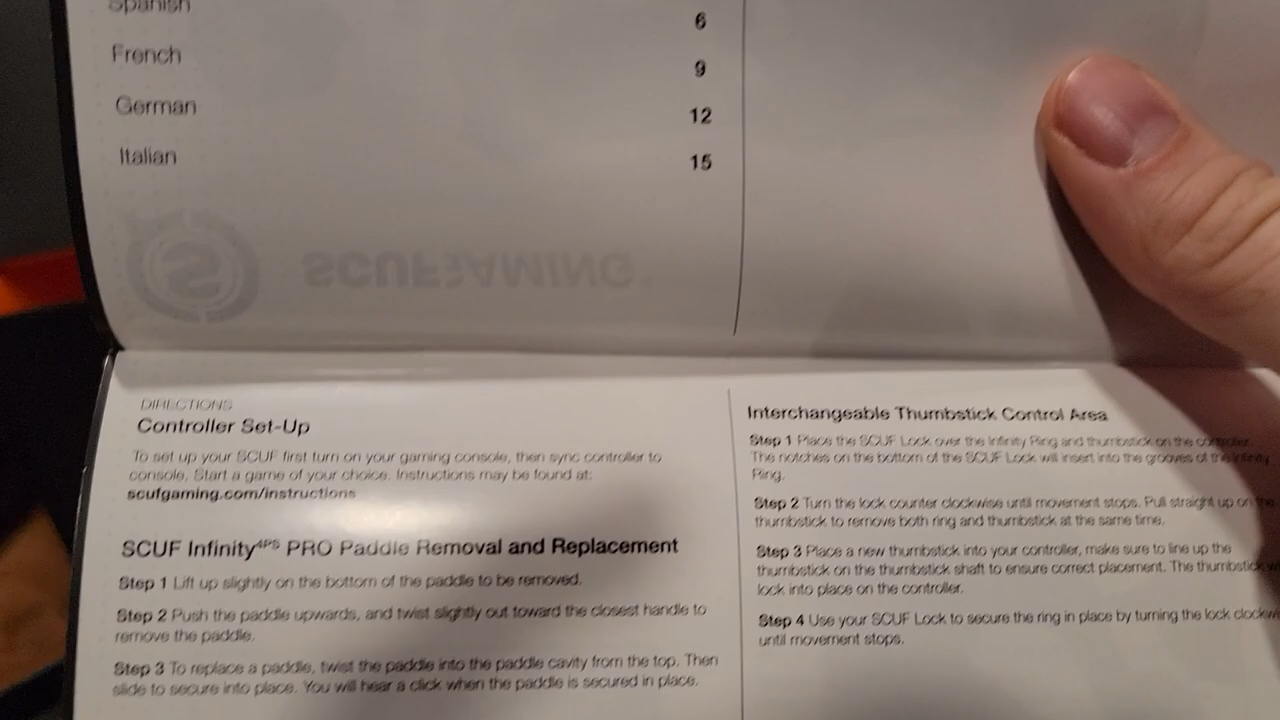 Spanish 6
French 9
German 12
Italian 15
SCUF GAMING
DIRECTIONS
Controller Set-Up
To set up your SCUF first turn on your gaming console, then sync controller to
console. Start a game of your choice. Instructions may be found at:
scufgaming.com/instructions
SCUF Infinity4PS PRO Paddle Removal and Replacement
Step 1 Lift up slightly on the bottom of the paddle to be removed.
Step 2 Push the paddle upwards, and twist slightly out toward the closest handle to
remove the paddle.
Step 3 To replace a paddle, twist the paddle into the paddle cavity from the top. Then
slide to secure into place. You will hear a click when the paddle is secured in place.
Interchangeable Thumbstick Control Area
Step 1 Place the SCUF Lock over the Infinity Ring and thumbstick on the controller.
The notches on the bottom of the SCUF Lock will insert into the grooves of the Infinity
Ring.
Step 2 Turn the lock counter clockwise until movement stops. Pull straight up on the
thumbstick to remove both ring and thumbstick at the same time.
Step 3 Place a new thumbstick into your controller, make sure to line up the
thumbstick on the thumbstick shaft to ensure correct placement. The thumbstick
lock into place on the controller.
Step 4 Use your SCUF Lock to secure the ring in place by turning the lock clockw
until movement stops.